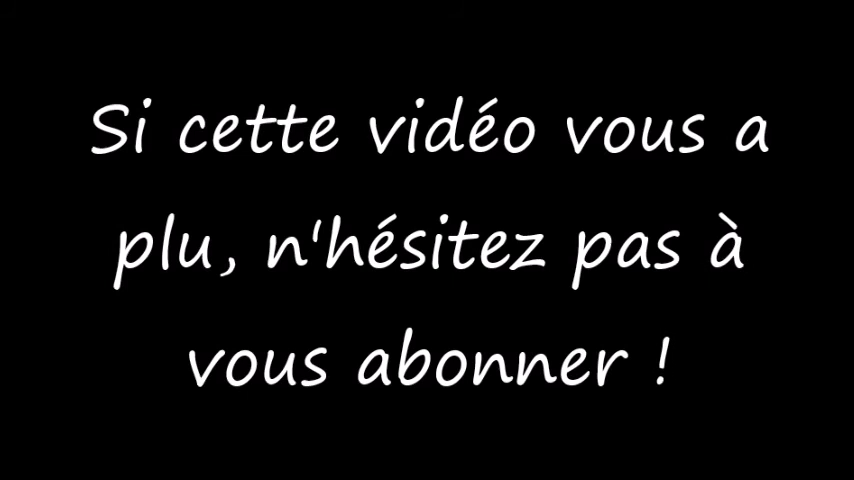 Si cette vidéo vous a
plu, n'hésitez pas à
vous abonner !